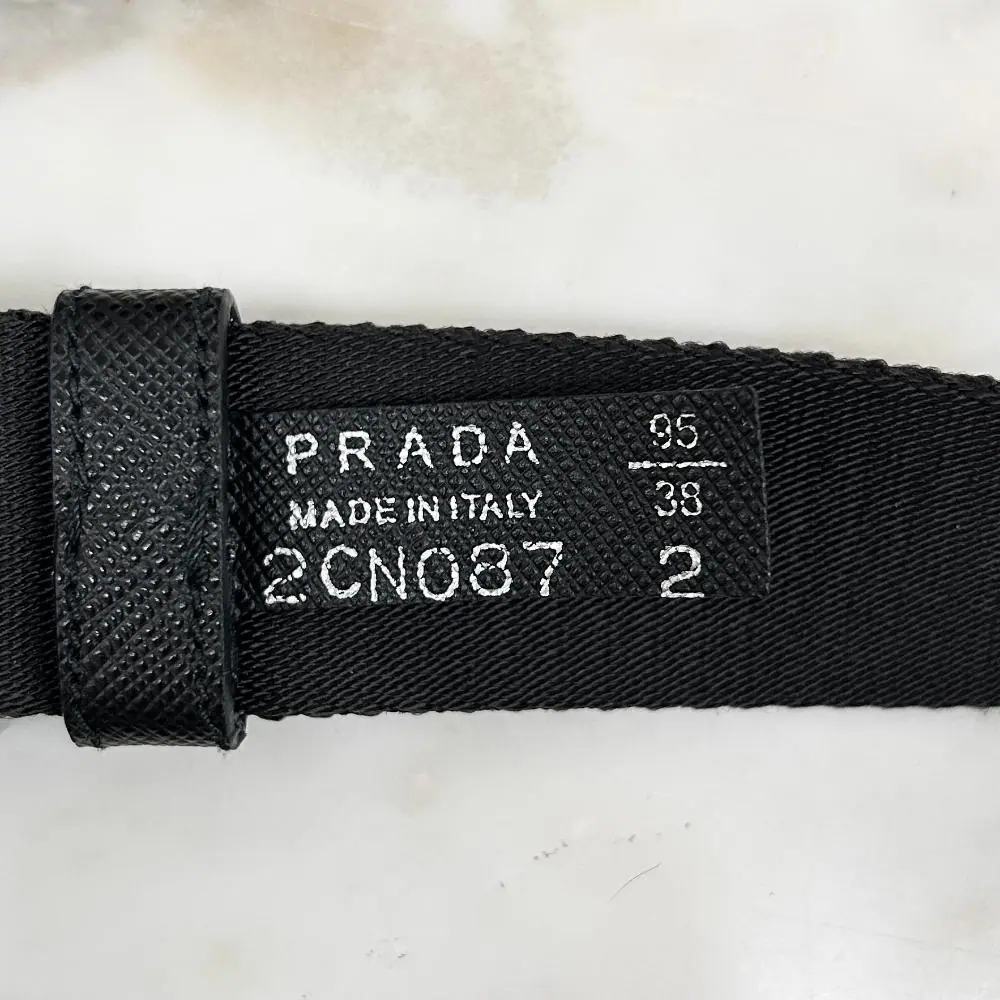 PRADA
MADE IN ITALY
2CN087
95
38
2